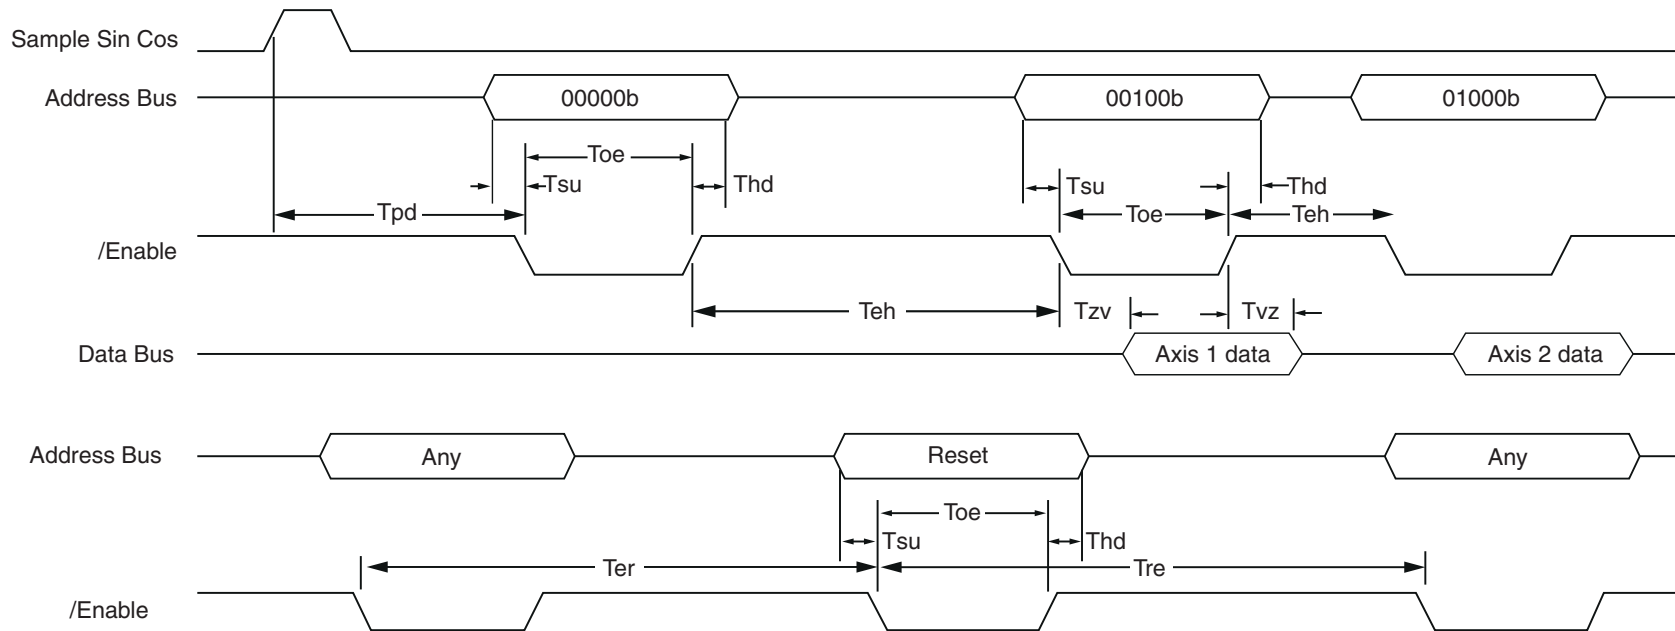 Sample Sin Cos
Address Bus 00000b 00100b 01000b
Toe
Tsu Thd Tsu Thd
Tpd Toe Teh
/Enable
Teh Tzv Tvz
Data Bus Axis 1 data Axis 2 data
Address Bus Any Reset Any
Toe
Tsu Thd
Ter Tre
/Enable